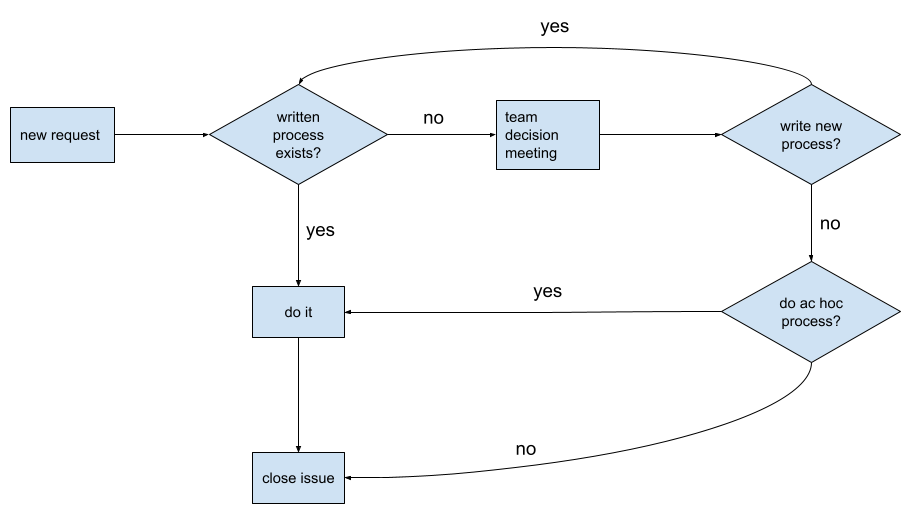 yes
new request
written
process
exists?
no
team
decision
meeting
write new
process?
yes
no
do it
yes
do ac hoc
process?
no
close issue